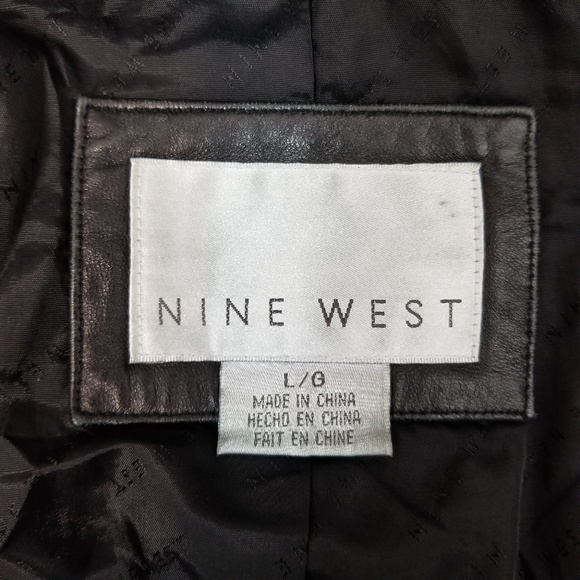 NINE WEST
L/G
MADE IN CHINA
HECHO EN CHINA
FAIT EN CHINE